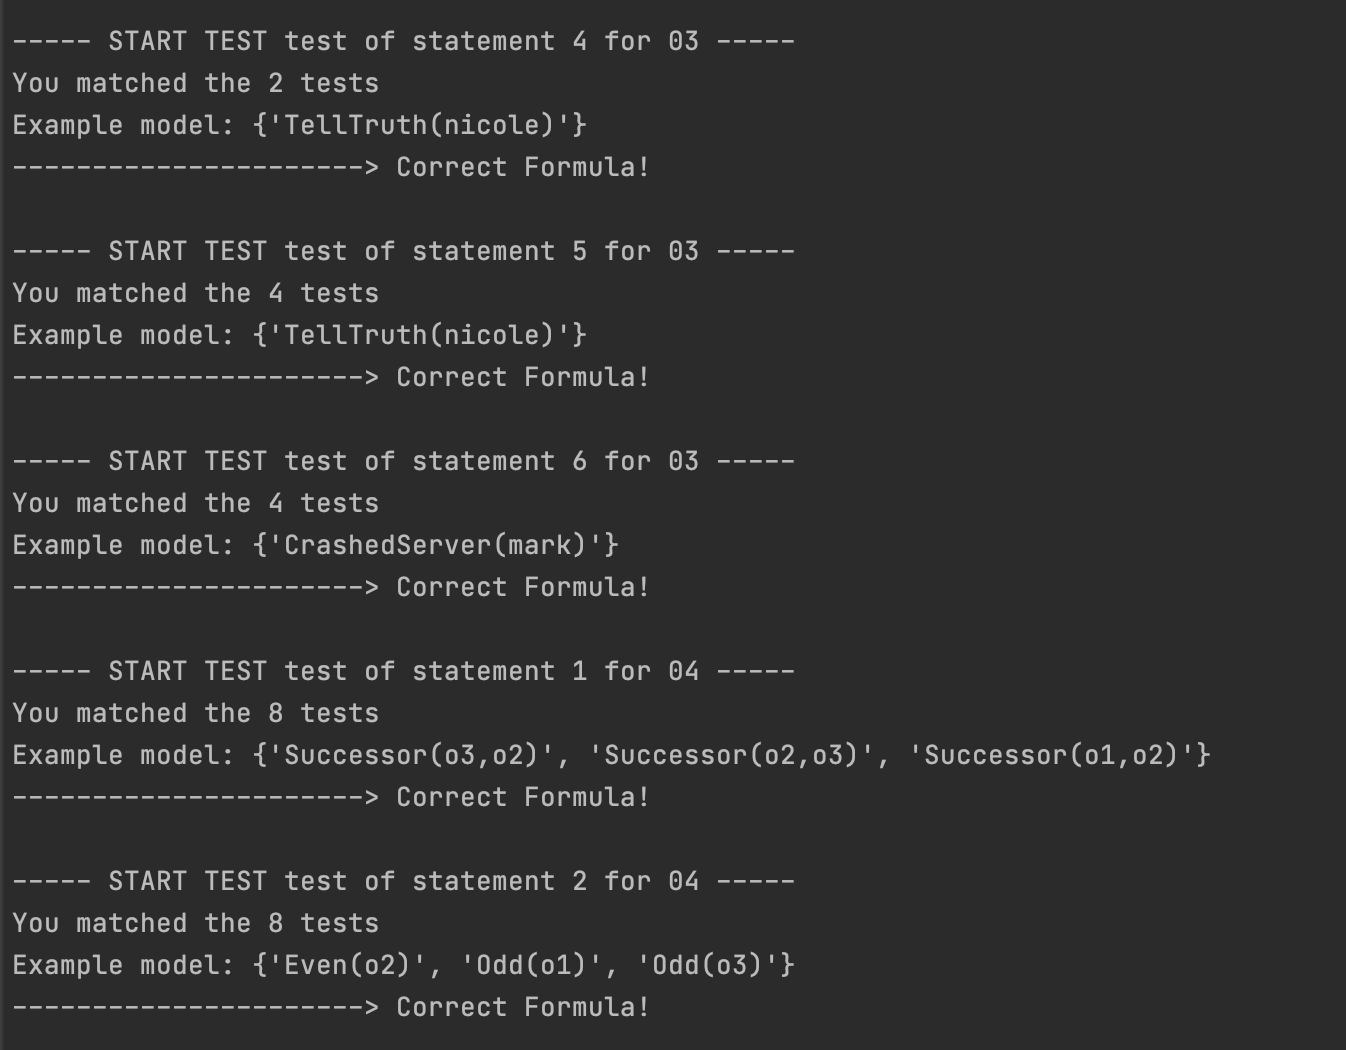 ----- START TEST test of statement 4 for 03 -----
You matched the 2 tests
Example model: {'TellTruth(nicole)'}
----------------------> Correct Formula!
----- START TEST test of statement 5 for 03 -----
You matched the 4 tests
Example model: {'TellTruth(nicole)'}
----------------------> Correct Formula!
----- START TEST test of statement 6 for 03 -----
You matched the 4 tests
Example model: {'CrashedServer(mark)'}
----------------------> Correct Formula!
----- START TEST test of statement 1 for 04 -----
You matched the 8 tests
Example model: {'Successor(o3,o2)', 'Successor(o2,o3)', 'Successor(o1,o2)'}
----------------------> Correct Formula!
----- START TEST test of statement 2 for 04 -----
You matched the 8 tests
Example model: {'Even(o2)', 'Odd(o1)', 'Odd(o3)'}
----------------------> Correct Formula!